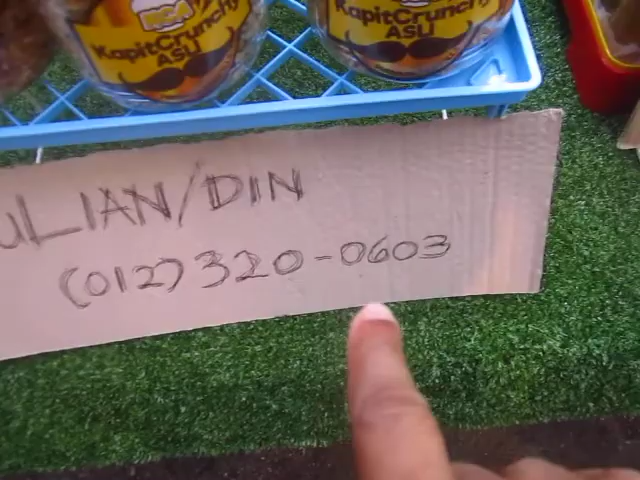 KapitCrunchy
ASU
KapitCrunchy
ASU
ULIAN/DIN
(012) 320-0603